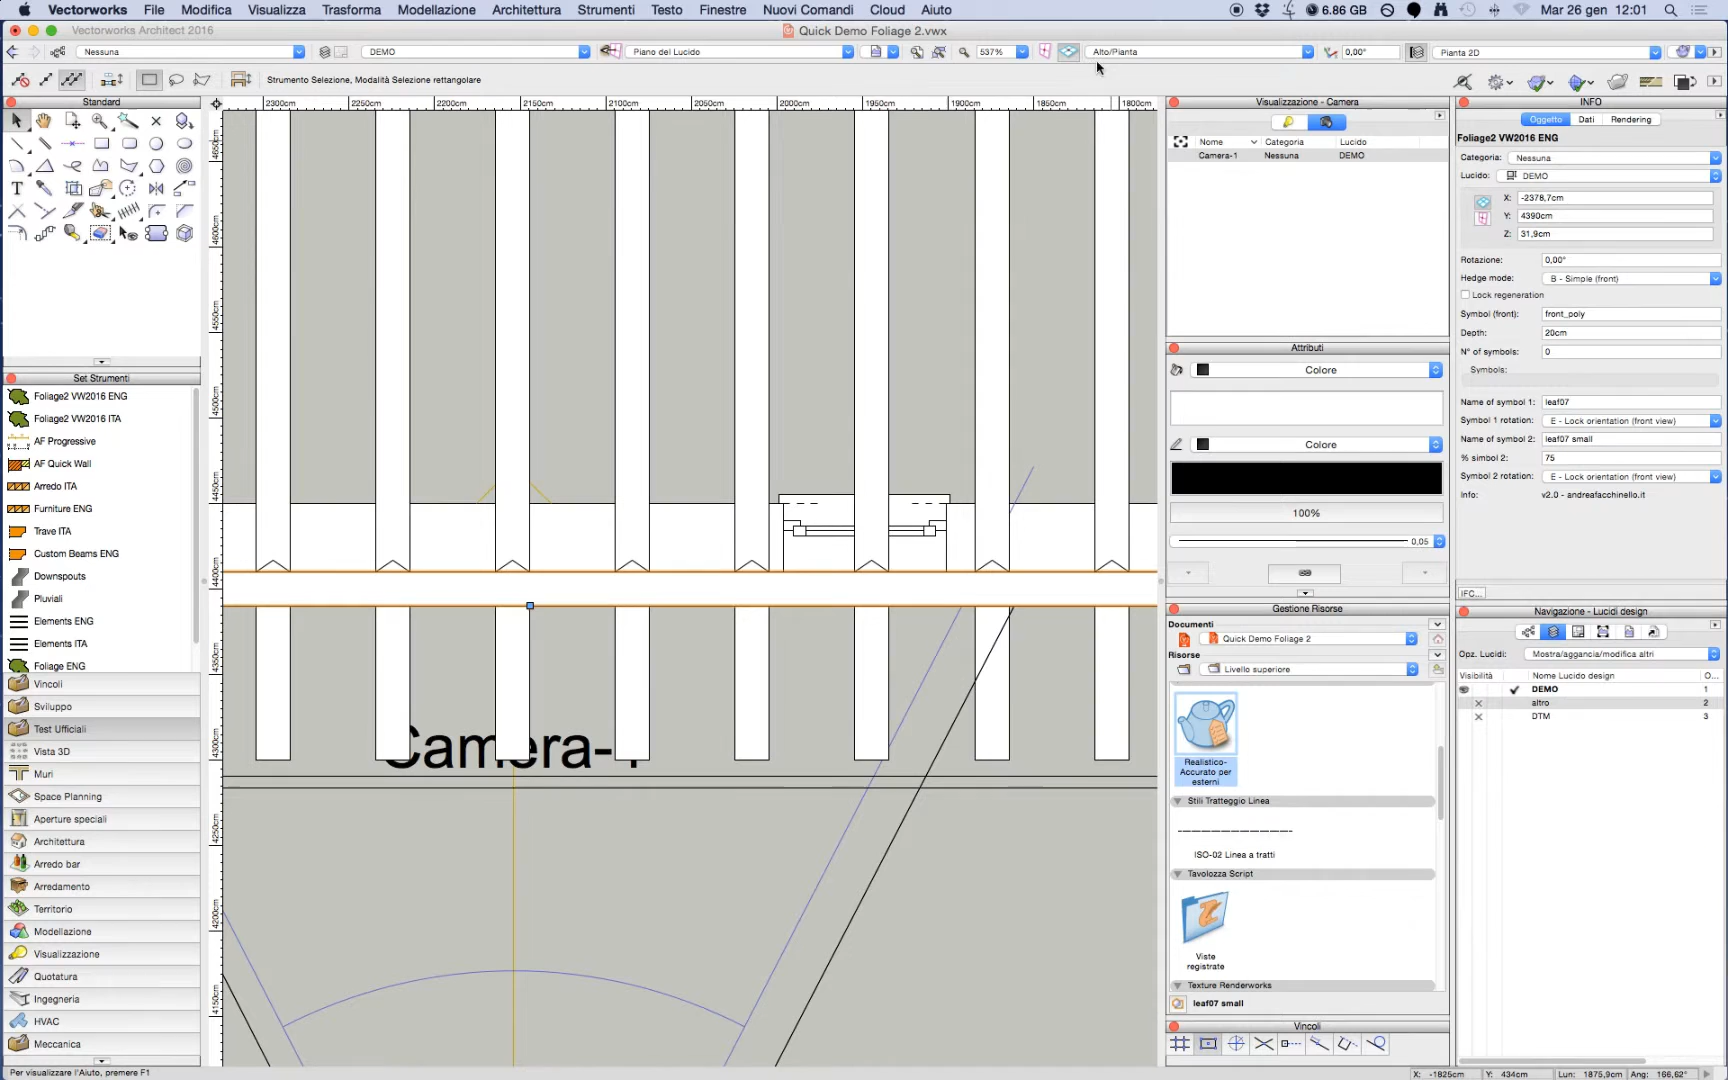 Vectorworks File Modifica Visualizza Trasforma Modellazione Architettura Strumenti Testo Finestre Nuovi Comandi Cloud Aiuto 6.86 GB Mar 26 gen 12:01
Vectorworks Architect 2016 Quick Demo Foliage 2.vwx
Nessuna DEMO Piano del Lucido 537% Alto/Pianta 0,00° Pianta 2D
Strumento Selezione, Modalità Selezione rettangolare
Standard
Set Strumenti
Foliage2 VW2016 ENG
Foliage2 VW2016 ITA
AF Progressive
AF Quick Wall
Arredo ITA
Furniture ENG
Trave ITA
Custom Beams ENG
Downspouts
Pluviali
Elements ENG
Elements ITA
Foliage ENG
Vincoli
Sviluppo
Test Ufficiali
Vista 3D
Muri
Space Planning
Aperture speciali
Architettura
Arredo bar
Arredamento
Territorio
Modellazione
Visualizzazione
Quotatura
Ingegneria
HVAC
Meccanica
Per visualizzare l'Aiuto, premere F1
2300cm 2250cm 2200cm 2150cm 2100cm 2050cm 2000cm 1950cm 1900cm 1850cm 1800cm
4650cm
4600cm
4550cm
4500cm
4450cm
4400cm
4350cm
4300cm
4250cm
4200cm
4150cm
Camera-1
Visualizzazione - Camera
Nome Categoria Lucido
Camera-1 Nessuna DEMO
Attributi
Colore
Colore
100%
0,05
Gestione Risorse
Documenti
Quick Demo Foliage 2
Risorse
Livello superiore
Realistico-
Accurato per
esterni
Stili Tratteggio Linea
ISO-02 Linea a tratti
Tavolozza Script
Viste
registrate
Texture Renderworks
leaf07 small
Vincoli
INFO
Oggetto Dati Rendering
Foliage2 VW2016 ENG
Categoria: Nessuna
Lucido: DEMO
X: -2378,7cm
Y: 4390cm
Z: 31,9cm
Rotazione: 0,00°
Hedge mode: B - Simple (front)
Lock regeneration
Symbol (front): front_poly
Depth: 20cm
N° of symbols: 0
Symbols:
Name of symbol 1: leaf07
Symbol 1 rotation: E - Lock orientation (front view)
Name of symbol 2: leaf07 small
% simbol 2: 75
Symbol 2 rotation: E - Lock orientation (front view)
Info: v2.0 - andreafacchinello.it
IFC...
Navigazione - Lucidi design
Opz. Lucidi: Mostra/aggancia/modifica altri
Visibilità Nome Lucido design O...
DEMO 1
altro 2
DTM 3
X: -1825cm Y: 434cm Lun: 1875,9cm Ang: 166,62°